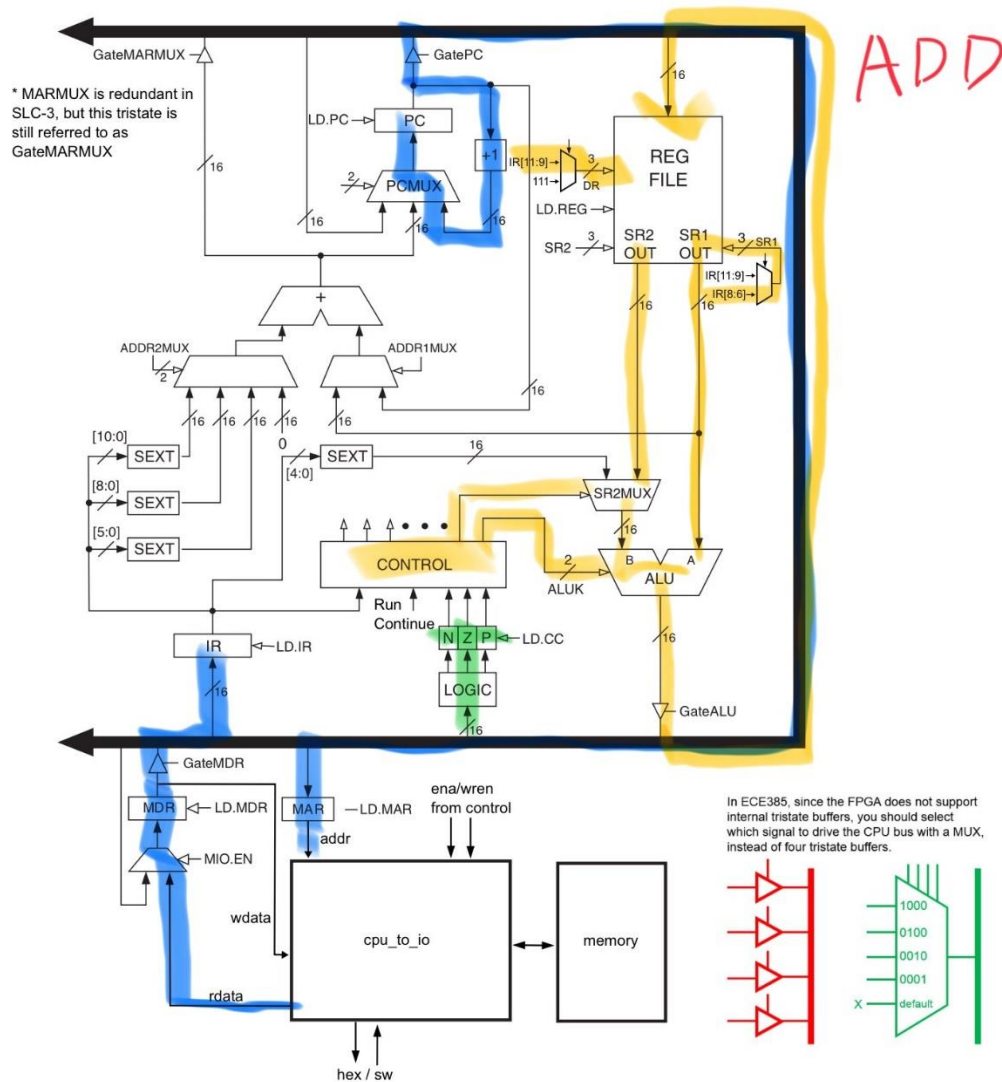 ADD
GateMARMUX
GatePC
16
* MARMUX is redundant in
SLC-3, but this tristate is
still referred to as
GateMARMUX
LD.PC
PC
+1
IR[11:9]
111
3
DR
REG
FILE
16
2
PCMUX
LD.REG
16
16
16
SR2
3
SR2
OUT
SR1
OUT
3
SR1
IR[11:9]
IR[8:6]
+
16
16
ADDR2MUX
2
ADDR1MUX
16
16
16
16
16
16
0
[10:0]
SEXT
[4:0]
SEXT
16
[8:0]
SEXT
SR2MUX
[5:0]
SEXT
16
CONTROL
2
ALUK
B
A
ALU
Run
Continue
IR
LD.IR
N
Z
P
LD.CC
16
16
LOGIC
GateALU
16
GateMDR
MDR
LD.MDR
MAR
LD.MAR
ena/wren
from control
addr
MIO.EN
wdata
cpu_to_io
memory
rdata
hex / sw
In ECE385, since the FPGA does not support
internal tristate buffers, you should select
which signal to drive the CPU bus with a MUX,
instead of four tristate buffers.
1000
0100
0010
0001
X
default